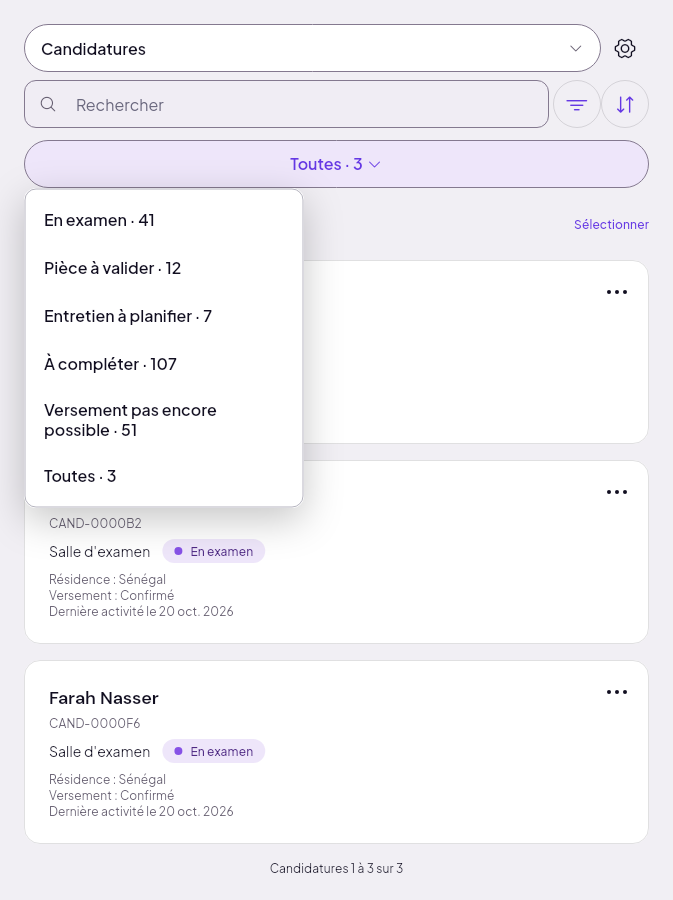 Candidatures
Rechercher
Toutes · 3
Sélectionner
En examen · 41
Pièce à valider · 12
Entretien à planifier · 7
À compléter · 107
Versement pas encore
possible · 51
Toutes · 3
CAND-0000B2
Salle d'examen
En examen
Résidence : Sénégal
Versement : Confirmé
Dernière activité le 20 oct. 2026
Farah Nasser
CAND-0000F6
Salle d'examen
En examen
Résidence : Sénégal
Versement : Confirmé
Dernière activité le 20 oct. 2026
Candidatures 1 à 3 sur 3